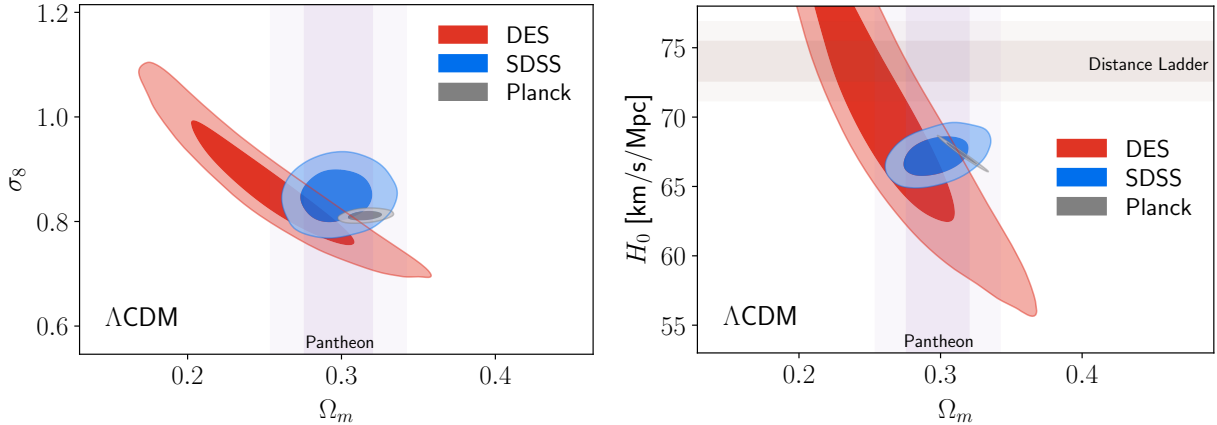 1.2
1.0
0.8
0.6
σ₈
DES
SDSS
Planck
ΛCDM
Pantheon
0.2
0.3
0.4
Ωₘ
75
70
65
60
55
H₀ [km/s/Mpc]
Distance Ladder
DES
SDSS
Planck
ΛCDM
Pantheon
0.2
0.3
0.4
Ωₘ